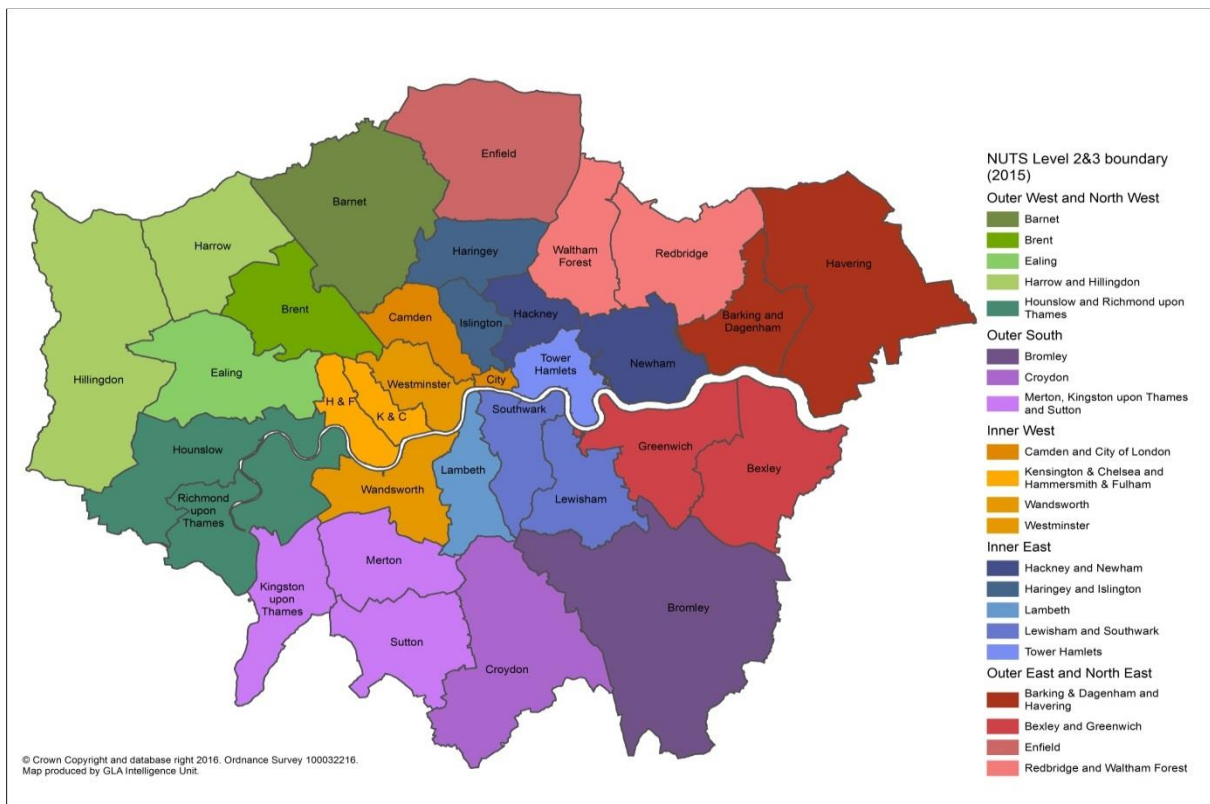 Enfield
Barnet
Harrow
Haringey
Waltham
Forest
Redbridge
Havering
Brent
Camden
Islington
Hackney
Barking and
Dagenham
Hillingdon
Ealing
Westminster
City
Tower
Hamlets
Newham
H & F
K & C
Southwark
Hounslow
Greenwich
Bexley
Richmond
upon
Thames
Wandsworth
Lambeth
Lewisham
Kingston
upon
Thames
Merton
Sutton
Croydon
Bromley
NUTS Level 2&3 boundary
(2015)
Outer West and North West
Barnet
Brent
Ealing
Harrow and Hillingdon
Hounslow and Richmond upon
Thames
Outer South
Bromley
Croydon
Merton, Kingston upon Thames
and Sutton
Inner West
Camden and City of London
Kensington & Chelsea and
Hammersmith & Fulham
Wandsworth
Westminster
Inner East
Hackney and Newham
Haringey and Islington
Lambeth
Lewisham and Southwark
Tower Hamlets
Outer East and North East
Barking & Dagenham and
Havering
Bexley and Greenwich
Enfield
Redbridge and Waltham Forest
© Crown Copyright and database right 2016. Ordnance Survey 100032216.
Map produced by GLA Intelligence Unit.